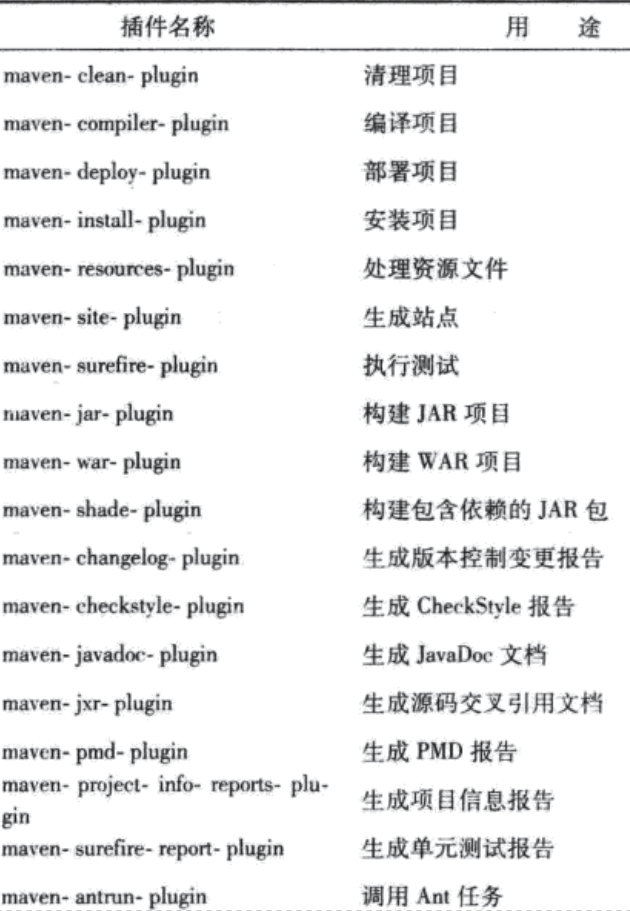 插件名称 用 途
maven- clean- plugin 清理项目
maven- compiler- plugin 编译项目
maven- deploy- plugin 部署项目
maven- install- plugin 安装项目
maven- resources- plugin 处理资源文件
maven- site- plugin 生成站点
maven- surefire- plugin 执行测试
maven- jar- plugin 构建 JAR 项目
maven- war- plugin 构建 WAR 项目
maven- shade- plugin 构建包含依赖的 JAR 包
maven- changelog- plugin 生成版本控制变更报告
maven- checkstyle- plugin 生成 CheckStyle 报告
maven- javadoc- plugin 生成 JavaDoc 文档
maven- jxr- plugin 生成源码交叉引用文档
maven- pmd- plugin 生成 PMD 报告
maven- project- info- reports- plu-
gin 生成项目信息报告
maven- surefire- report- plugin 生成单元测试报告
maven- antrun- plugin 调用 Ant 任务